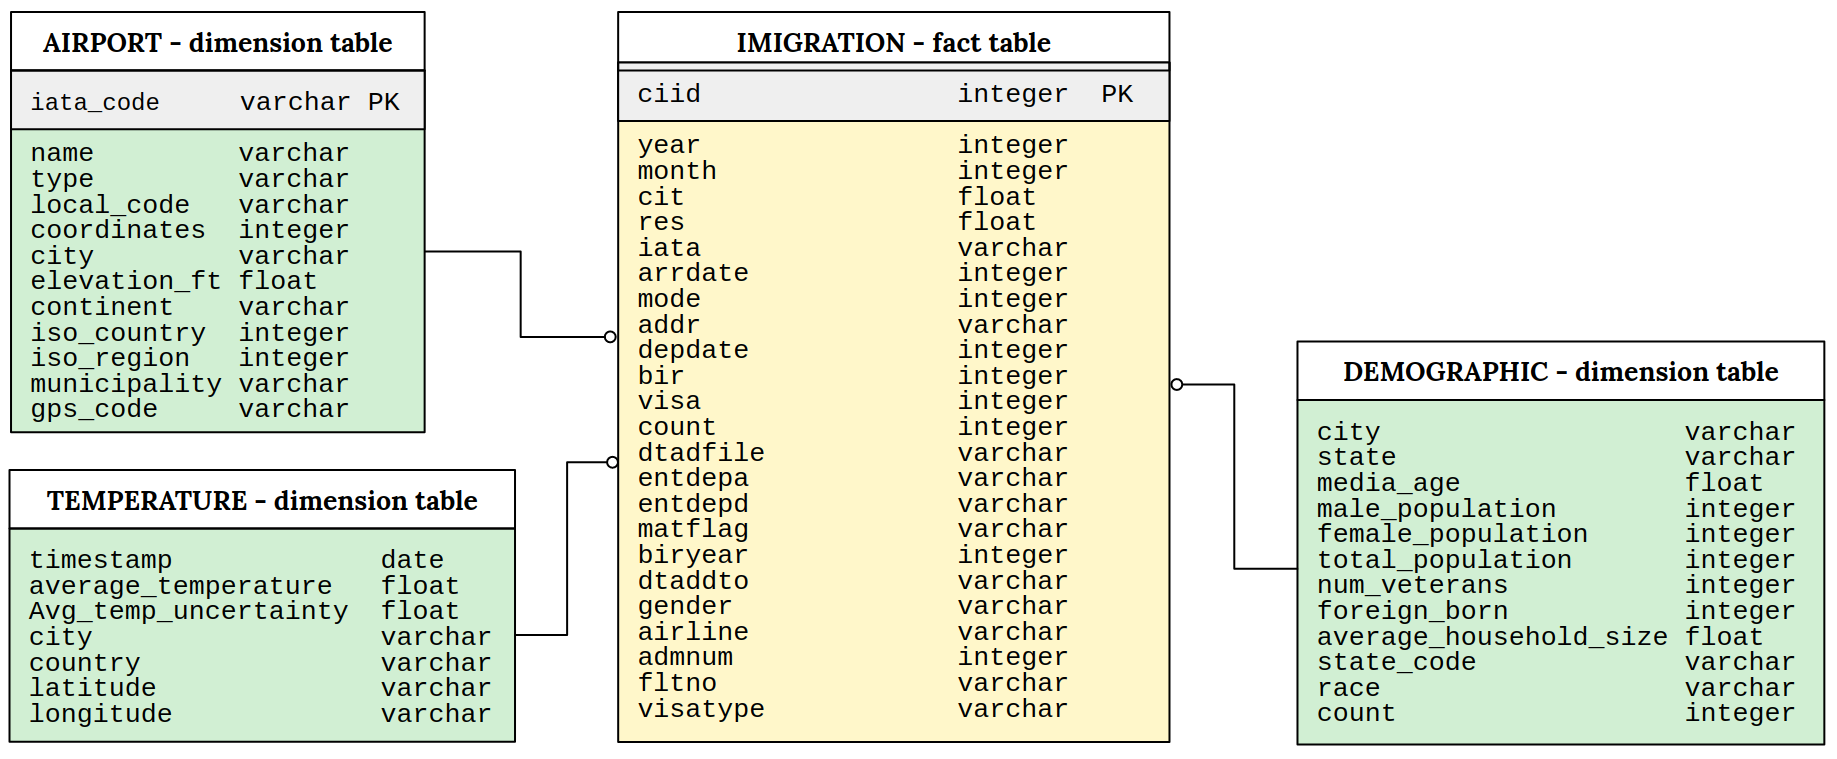 AIRPORT - dimension table
iata_code varchar PK
name varchar
type varchar
local_code varchar
coordinates integer
city varchar
elevation_ft float
continent varchar
iso_country integer
iso_region integer
municipality varchar
gps_code varchar
TEMPERATURE - dimension table
timestamp date
average_temperature float
Avg_temp_uncertainty float
city varchar
country varchar
latitude varchar
longitude varchar
IMIGRATION - fact table
ciid integer PK
year integer
month integer
cit float
res float
iata varchar
arrdate integer
mode integer
addr varchar
depdate integer
bir integer
visa integer
count integer
dtadfile varchar
entdepa varchar
entdepd varchar
matflag varchar
biryear integer
dtaddto varchar
gender varchar
airline varchar
admnum integer
fltno varchar
visatype varchar
DEMOGRAPHIC - dimension table
city varchar
state varchar
media_age float
male_population integer
female_population integer
total_population integer
num_veterans integer
foreign_born integer
average_household_size float
state_code varchar
race varchar
count integer